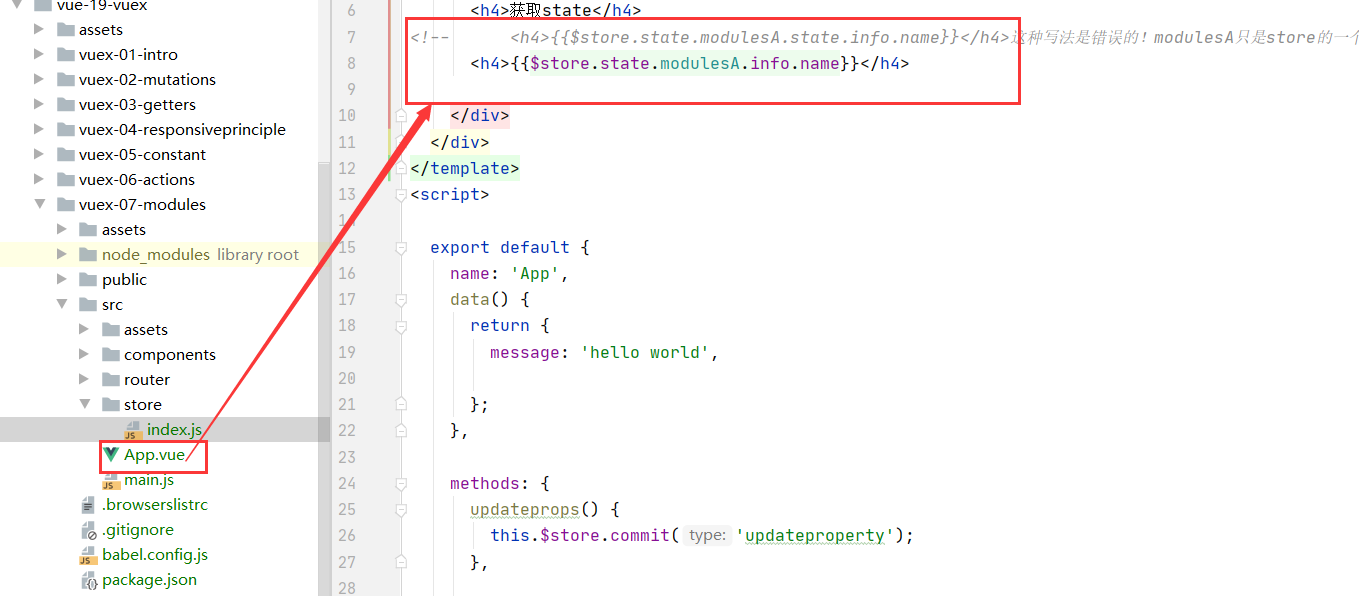 vue-19-vuex
assets
vuex-01-intro
vuex-02-mutations
vuex-03-getters
vuex-04-responsiveprinciple
vuex-05-constant
vuex-06-actions
vuex-07-modules
assets
node_modules library root
public
src
assets
components
router
store
index.js
App.vue
main.js
.browserslistrc
.gitignore
babel.config.js
package.json
6 <h4>获取state</h4>
7 <!-- <h4>{{$store.state.modulesA.state.info.name}}</h4>这种写法是错误的！modulesA只是store的一个
8 <h4>{{$store.state.modulesA.info.name}}</h4>
9
10 </div>
11 </div>
12 </template>
13 <script>
15 export default {
16 name: 'App',
17 data() {
18 return {
19 message: 'hello world',
20
21 };
22 },
23
24 methods: {
25 updateprops() {
26 this.$store.commit( type: 'updateproperty');
27 },
28